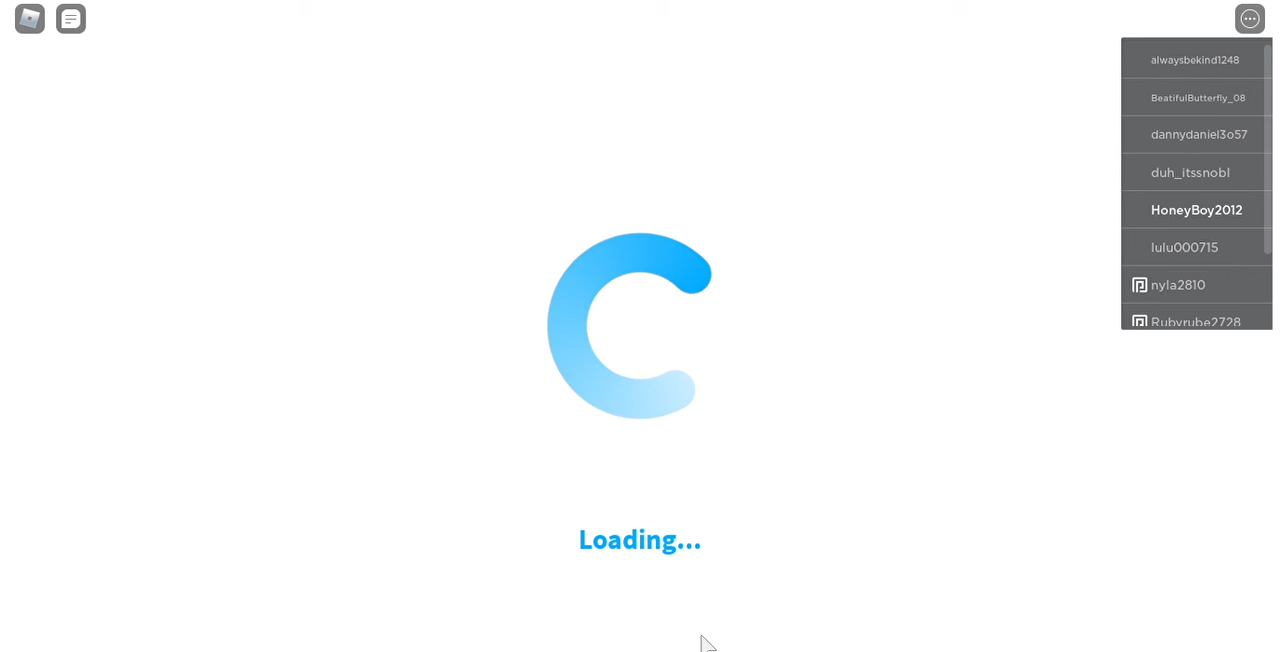 alwaysbekind1248
BeatifulButterfly_08
dannydaniel3o57
duh_itssnobl
HoneyBoy2012
lulu000715
nyla2810
Rubyrube2728
Loading...